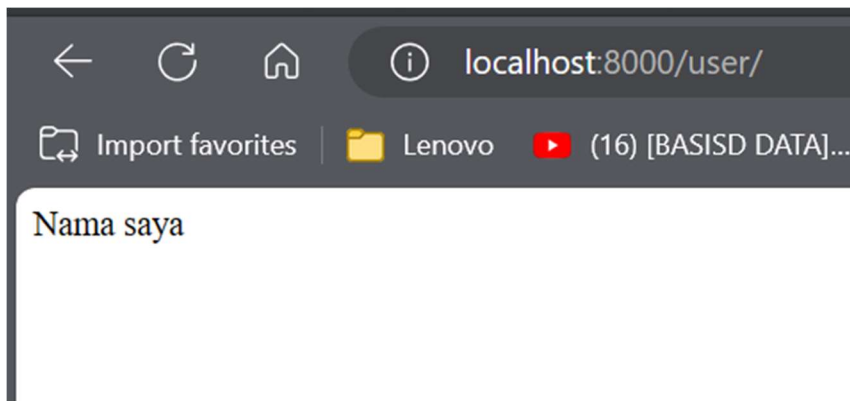 localhost:8000/user/
Import favorites Lenovo (16) [BASISD DATA]...
Nama saya